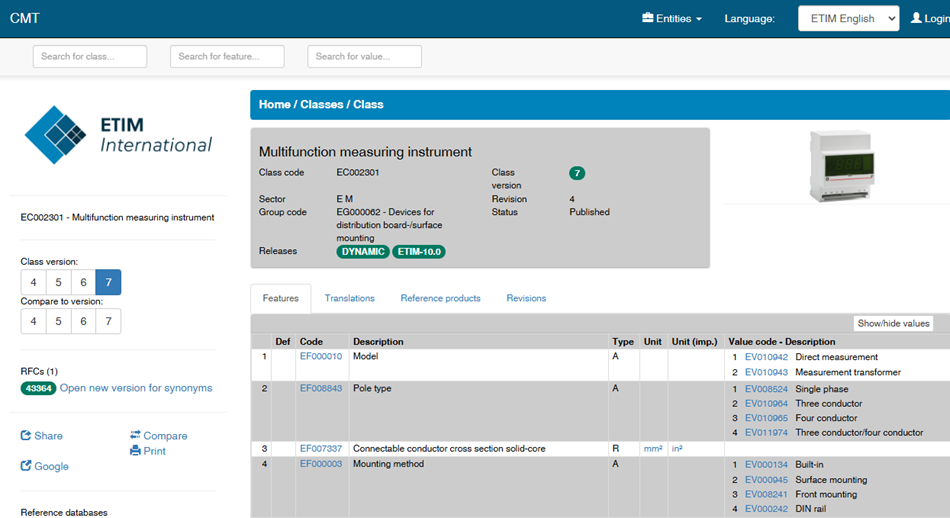 CMT Entities Language: ETIM English Login
Search for class... Search for feature... Search for value...
ETIM
International
EC002301 - Multifunction measuring instrument
Class version:
4 5 6 7
Compare to version:
4 5 6 7
RFCs (1)
43364 Open new version for synonyms
Share Compare
Print
Google
Reference databases
Home / Classes / Class
Multifunction measuring instrument
Class code EC002301 Class version 7
Sector E M Revision 4
Group code EG000062 - Devices for distribution board-/surface mounting Status Published
Releases DYNAMIC ETIM-10.0
Features Translations Reference products Revisions
Show/hide values
Def Code Description Type Unit Unit (imp.) Value code - Description
1 EF000010 Model A 1 EV010942 Direct measurement
2 EV010943 Measurement transformer
2 EF008843 Pole type A 1 EV008524 Single phase
2 EV010964 Three conductor
3 EV010965 Four conductor
4 EV011974 Three conductor/four conductor
3 EF007337 Connectable conductor cross section solid-core R mm² in²
4 EF000003 Mounting method A 1 EV000134 Built-in
2 EV000945 Surface mounting
3 EV008241 Front mounting
4 EV000242 DIN rail